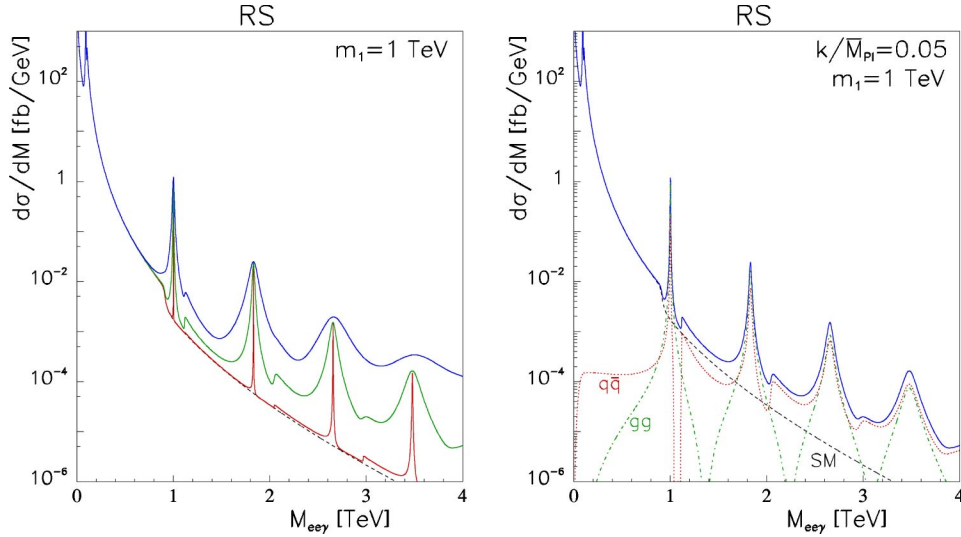 RS
m₁=1 TeV
dσ/dM [fb/GeV]
10²
1
10⁻²
10⁻⁴
10⁻⁶
0 1 2 3 4
M_eeγ [TeV]
RS
k/M̅_Pl=0.05
m₁=1 TeV
dσ/dM [fb/GeV]
10²
1
10⁻²
10⁻⁴
10⁻⁶
qq̅
gg
SM
0 1 2 3 4
M_eeγ [TeV]